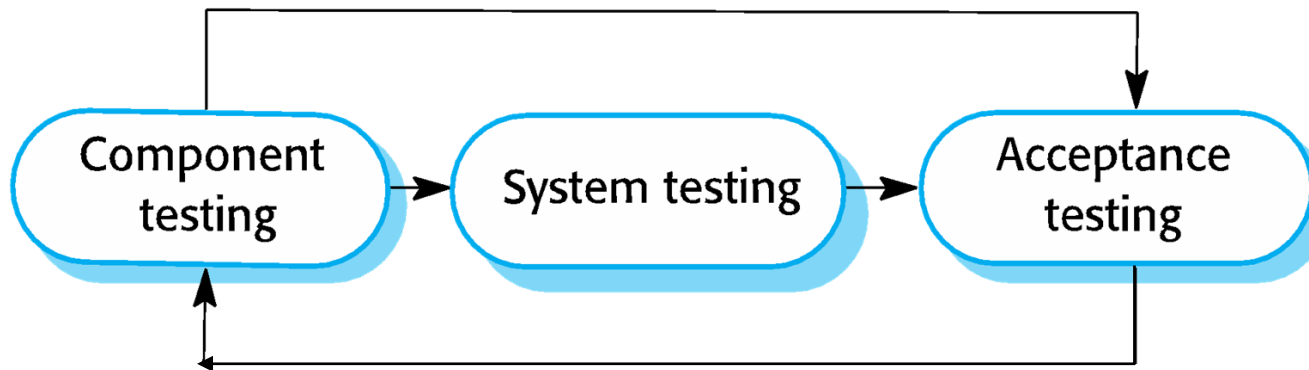 Component
testing
System testing
Acceptance
testing